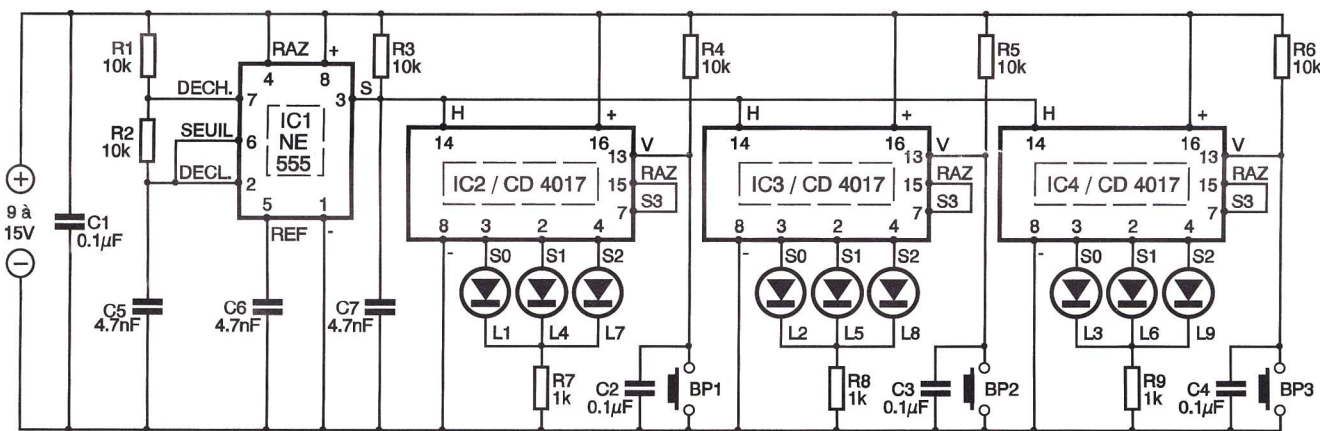 R1
10k
R2
10k
DECH.
SEUIL
DECL.
RAZ
+
4
8
7
6
2
3
S
IC1
NE
555
5
1
REF
-
R3
10k
+
9 à
15V
−
C1
0.1µF
C5
4.7nF
C6
4.7nF
C7
4.7nF
H
14
+
16
R4
10k
V
13
RAZ
15
S3
7
IC2 / CD 4017
8
3
2
4
-
S0
S1
S2
L1
L4
L7
R7
1k
C2
0.1µF
BP1
H
14
+
16
R5
10k
V
13
RAZ
15
S3
7
IC3 / CD 4017
8
3
2
4
-
S0
S1
S2
L2
L5
L8
R8
1k
C3
0.1µF
BP2
H
14
+
16
R6
10k
V
13
RAZ
15
S3
7
IC4 / CD 4017
8
3
2
4
-
S0
S1
S2
L3
L6
L9
R9
1k
C4
0.1µF
BP3